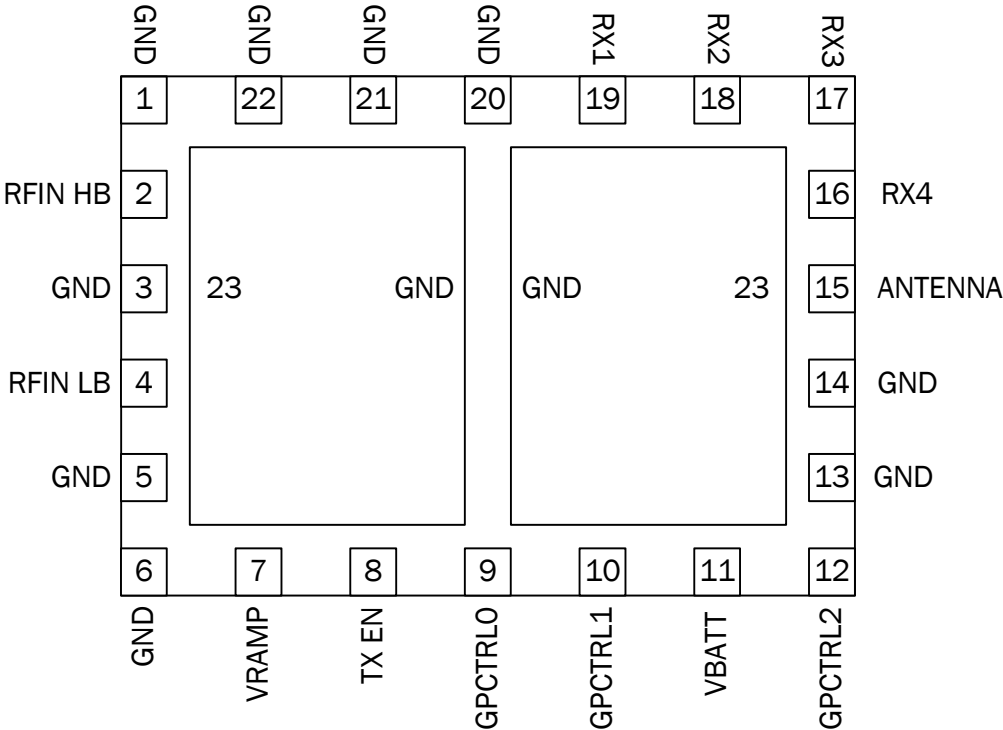 GND GND GND GND RX1 RX2 RX3
1 22 21 20 19 18 17
RFIN HB 2 16 RX4
GND 3 23 GND GND 23 15 ANTENNA
RFIN LB 4 14 GND
GND 5 13 GND
6 7 8 9 10 11 12
GND VRAMP TX EN GPCTRL0 GPCTRL1 VBATT GPCTRL2